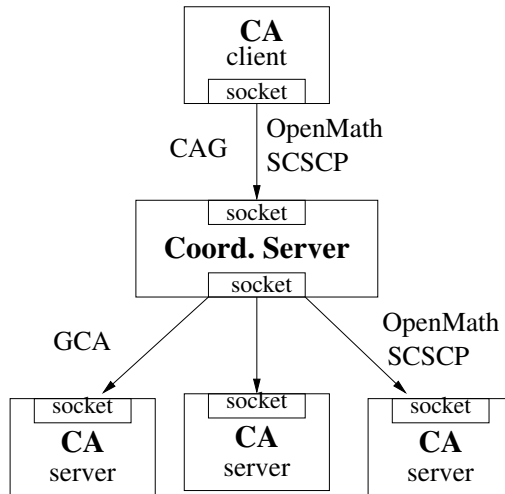 CA
client
socket
CAG
OpenMath
SCSCP
socket
Coord. Server
socket
GCA
OpenMath
SCSCP
socket
CA
server
socket
CA
server
socket
CA
server